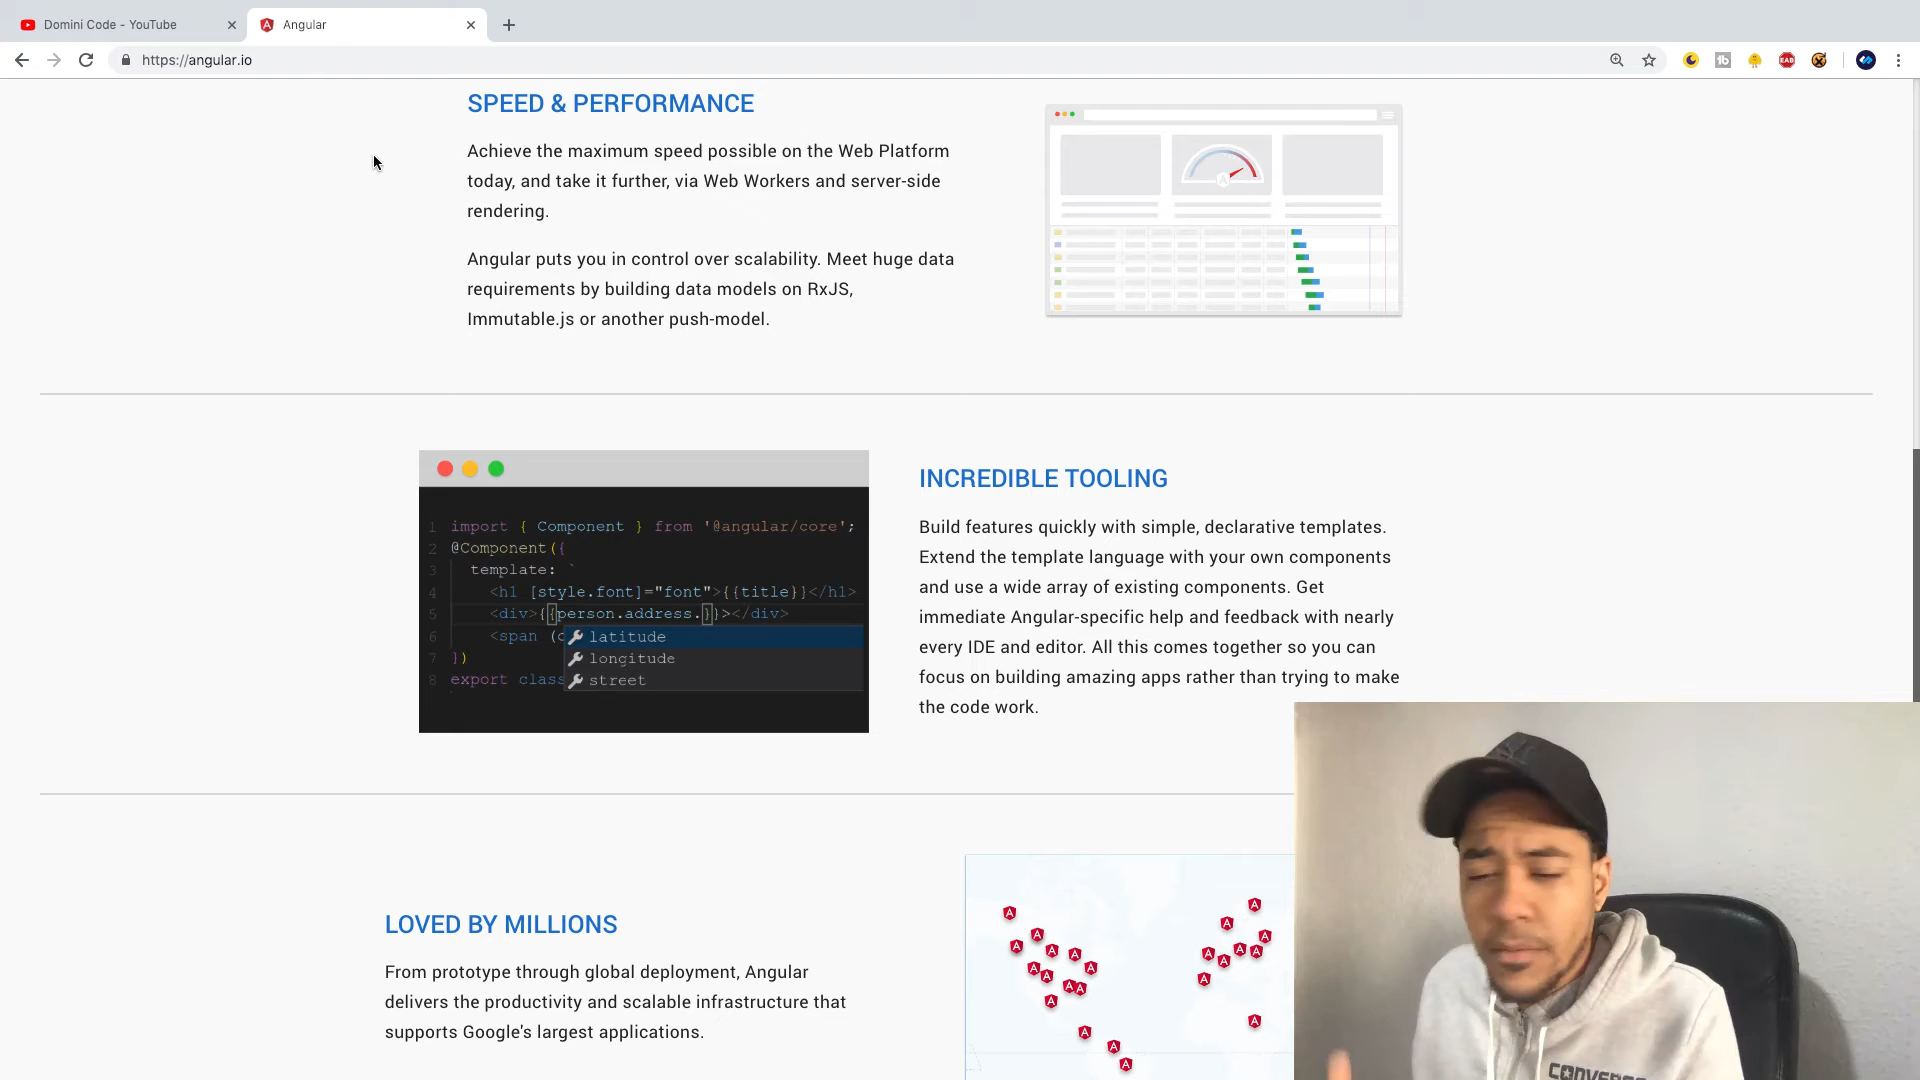 Domini Code - YouTube
Angular
https://angular.io
SPEED & PERFORMANCE
Achieve the maximum speed possible on the Web Platform
today, and take it further, via Web Workers and server-side
rendering.
Angular puts you in control over scalability. Meet huge data
requirements by building data models on RxJS,
Immutable.js or another push-model.
1 import { Component } from '@angular/core';
2 @Component({
3 template: `
4 <h1 [style.font]="font">{{title}}</h1>
5 <div>{{person.address.}}></div>
6 <span (
latitude
7 })
longitude
8 export class
street
INCREDIBLE TOOLING
Build features quickly with simple, declarative templates.
Extend the template language with your own components
and use a wide array of existing components. Get
immediate Angular-specific help and feedback with nearly
every IDE and editor. All this comes together so you can
focus on building amazing apps rather than trying to make
the code work.
LOVED BY MILLIONS
From prototype through global deployment, Angular
delivers the productivity and scalable infrastructure that
supports Google's largest applications.
CONVERSE